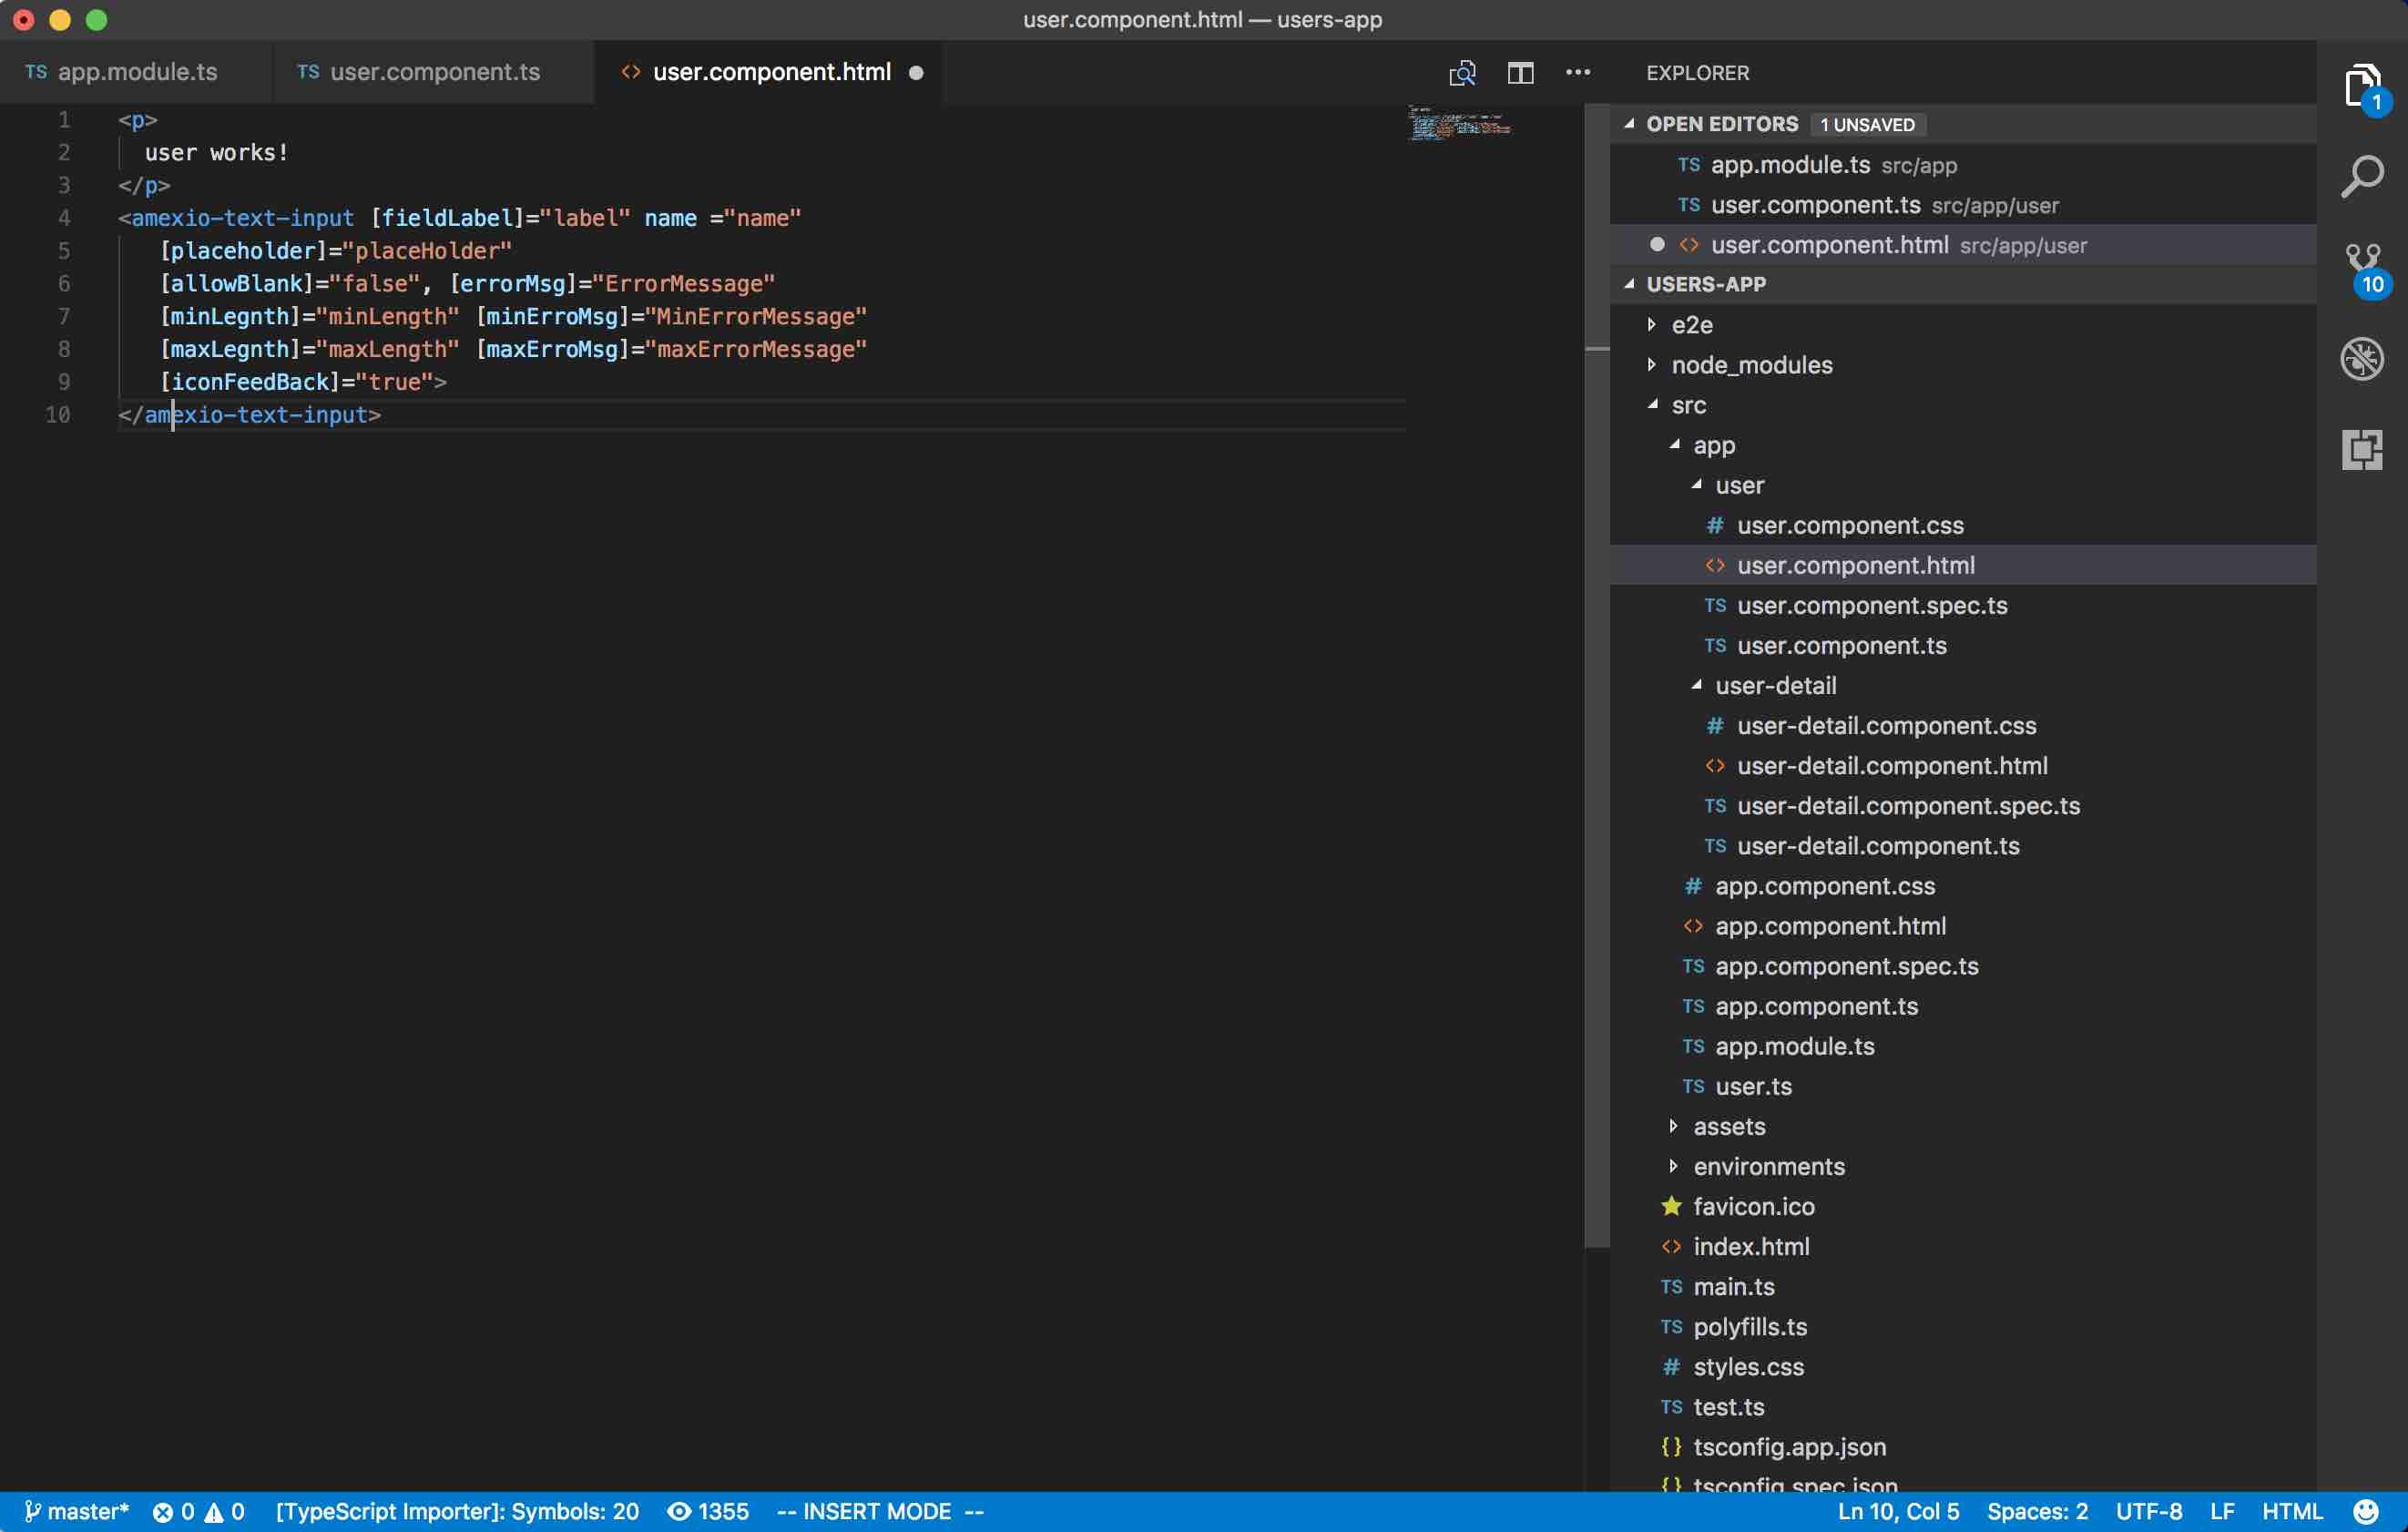 user.component.html — users-app
TS app.module.ts
TS user.component.ts
<> user.component.html
EXPLORER
1
1 <p>
2 user works!
3 </p>
4 <amexio-text-input [fieldLabel]="label" name ="name"
5 [placeholder]="placeHolder"
6 [allowBlank]="false", [errorMsg]="ErrorMessage"
7 [minLegnth]="minLength" [minErroMsg]="MinErrorMessage"
8 [maxLegnth]="maxLength" [maxErroMsg]="maxErrorMessage"
9 [iconFeedBack]="true">
10 </amexio-text-input>
OPEN EDITORS 1 UNSAVED
TS app.module.ts src/app
TS user.component.ts src/app/user
<> user.component.html src/app/user
10
USERS-APP
e2e
node_modules
src
app
user
# user.component.css
<> user.component.html
TS user.component.spec.ts
TS user.component.ts
user-detail
# user-detail.component.css
<> user-detail.component.html
TS user-detail.component.spec.ts
TS user-detail.component.ts
# app.component.css
<> app.component.html
TS app.component.spec.ts
TS app.component.ts
TS app.module.ts
TS user.ts
assets
environments
favicon.ico
<> index.html
TS main.ts
TS polyfills.ts
# styles.css
TS test.ts
{} tsconfig.app.json
{} tsconfig.spec.json
master* 0 0 [TypeScript Importer]: Symbols: 20 1355 -- INSERT MODE -- Ln 10, Col 5 Spaces: 2 UTF-8 LF HTML